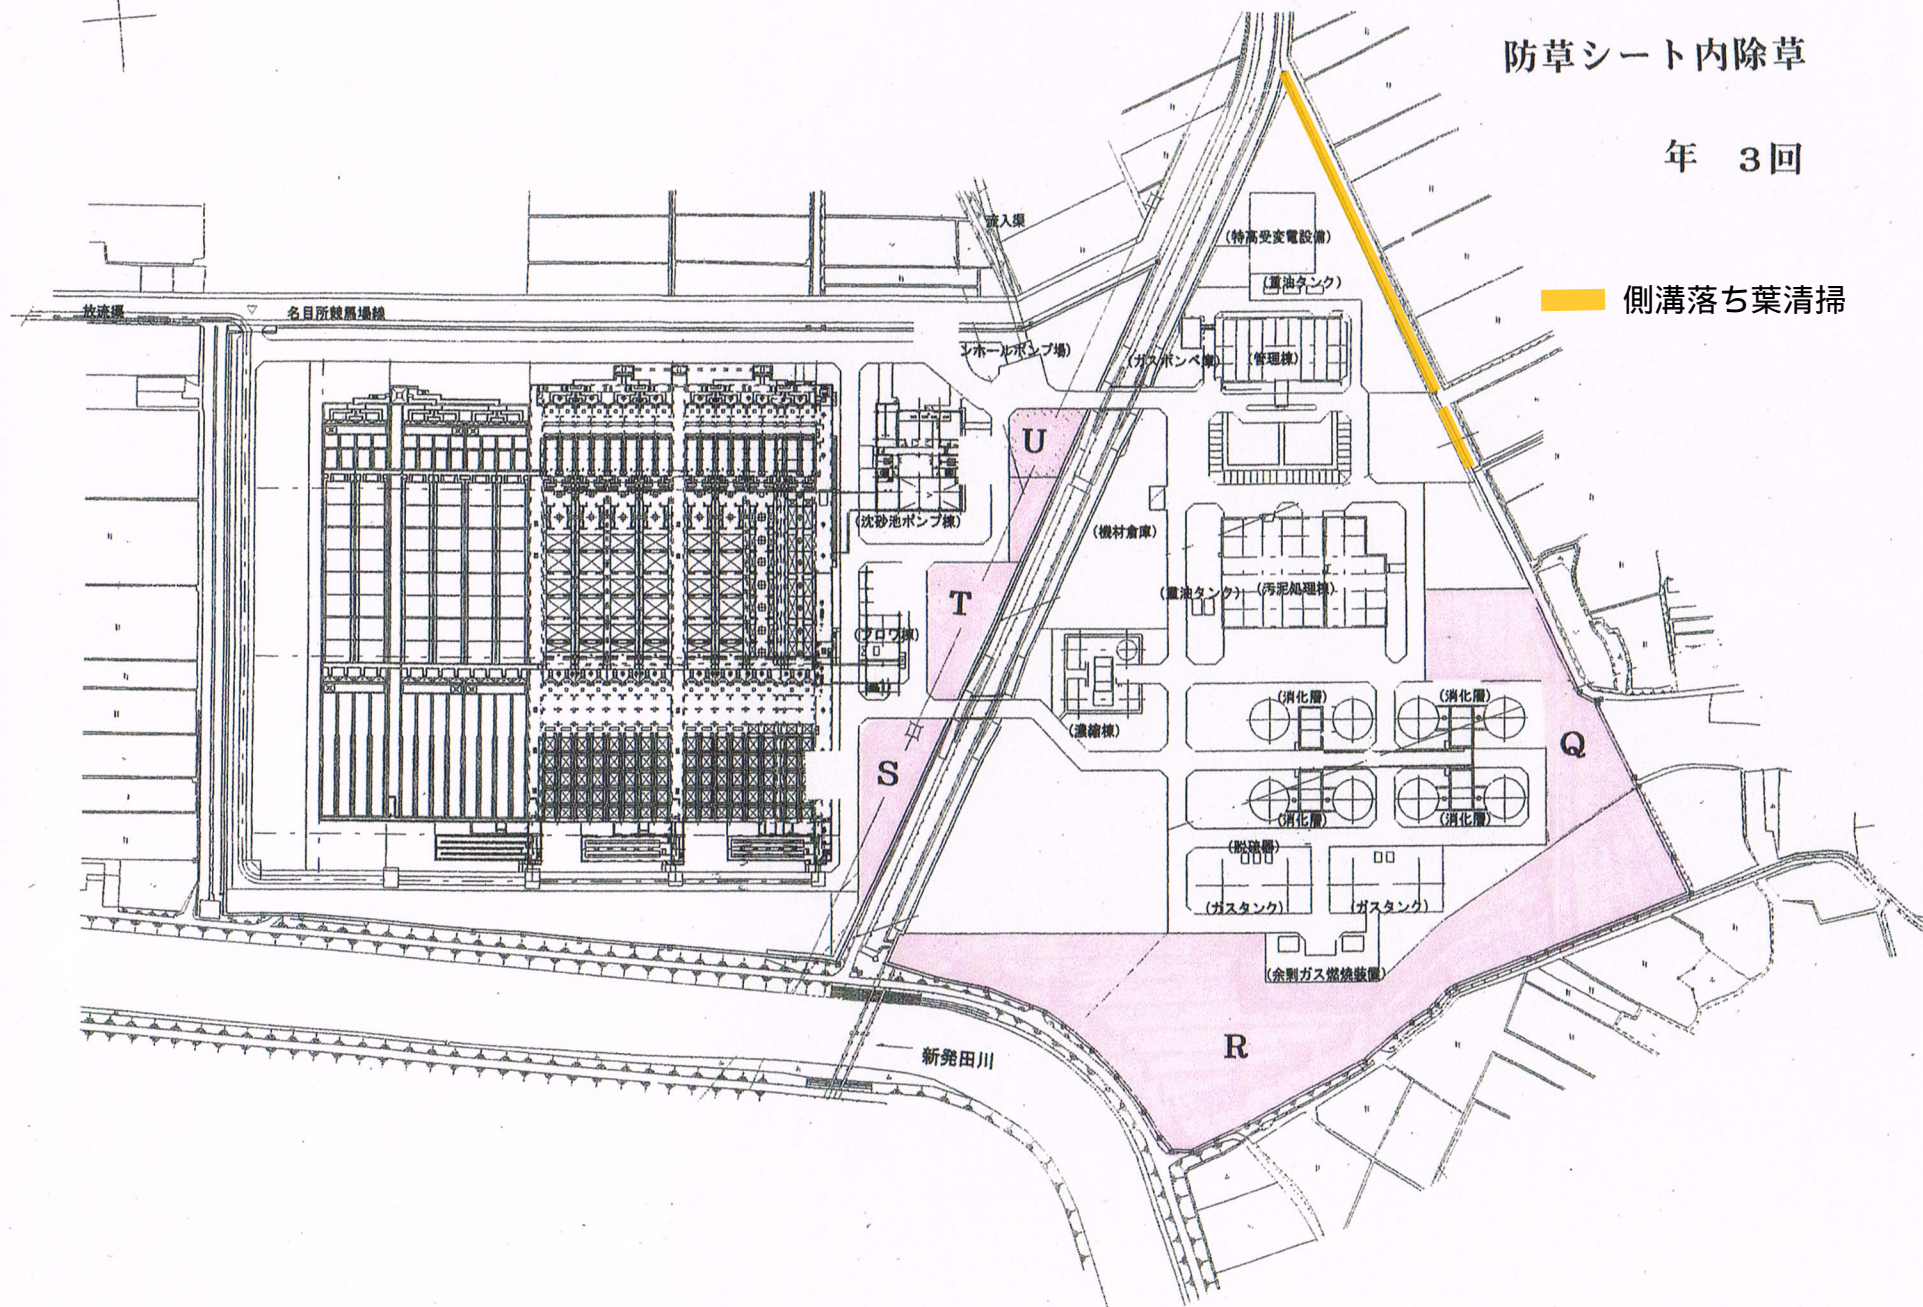 防草シート内除草
年 3回
側溝落ち葉清掃
流入渠
(特高受変電設備)
(重油タンク)
放流渠
名目所競馬場線
ンホールポンプ場)
(ガスボンベ庫)
(管理棟)
U
(沈砂池ポンプ棟)
(機材倉庫)
T
(重油タンク)
(汚泥処理棟)
(ブロワ棟)
(消化層)
(消化層)
(濃縮棟)
Q
S
(消化層)
(消化層)
(脱硫器)
(ガスタンク)
(ガスタンク)
(余剰ガス燃焼装置)
R
新発田川